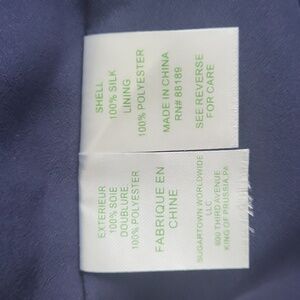 SHELL
100% SILK
LINING
100% POLYESTER
MADE IN CHINA
RN# 88189
SEE REVERSE
FOR CARE
EXTERIEUR
100% SOIE
DOUBLURE
100% POLYESTER
FABRIQUE EN
CHINE
SUGARTOWN WORLDWIDE
LLC
800 THIRD AVENUE
KING OF PRUSSIA,PA